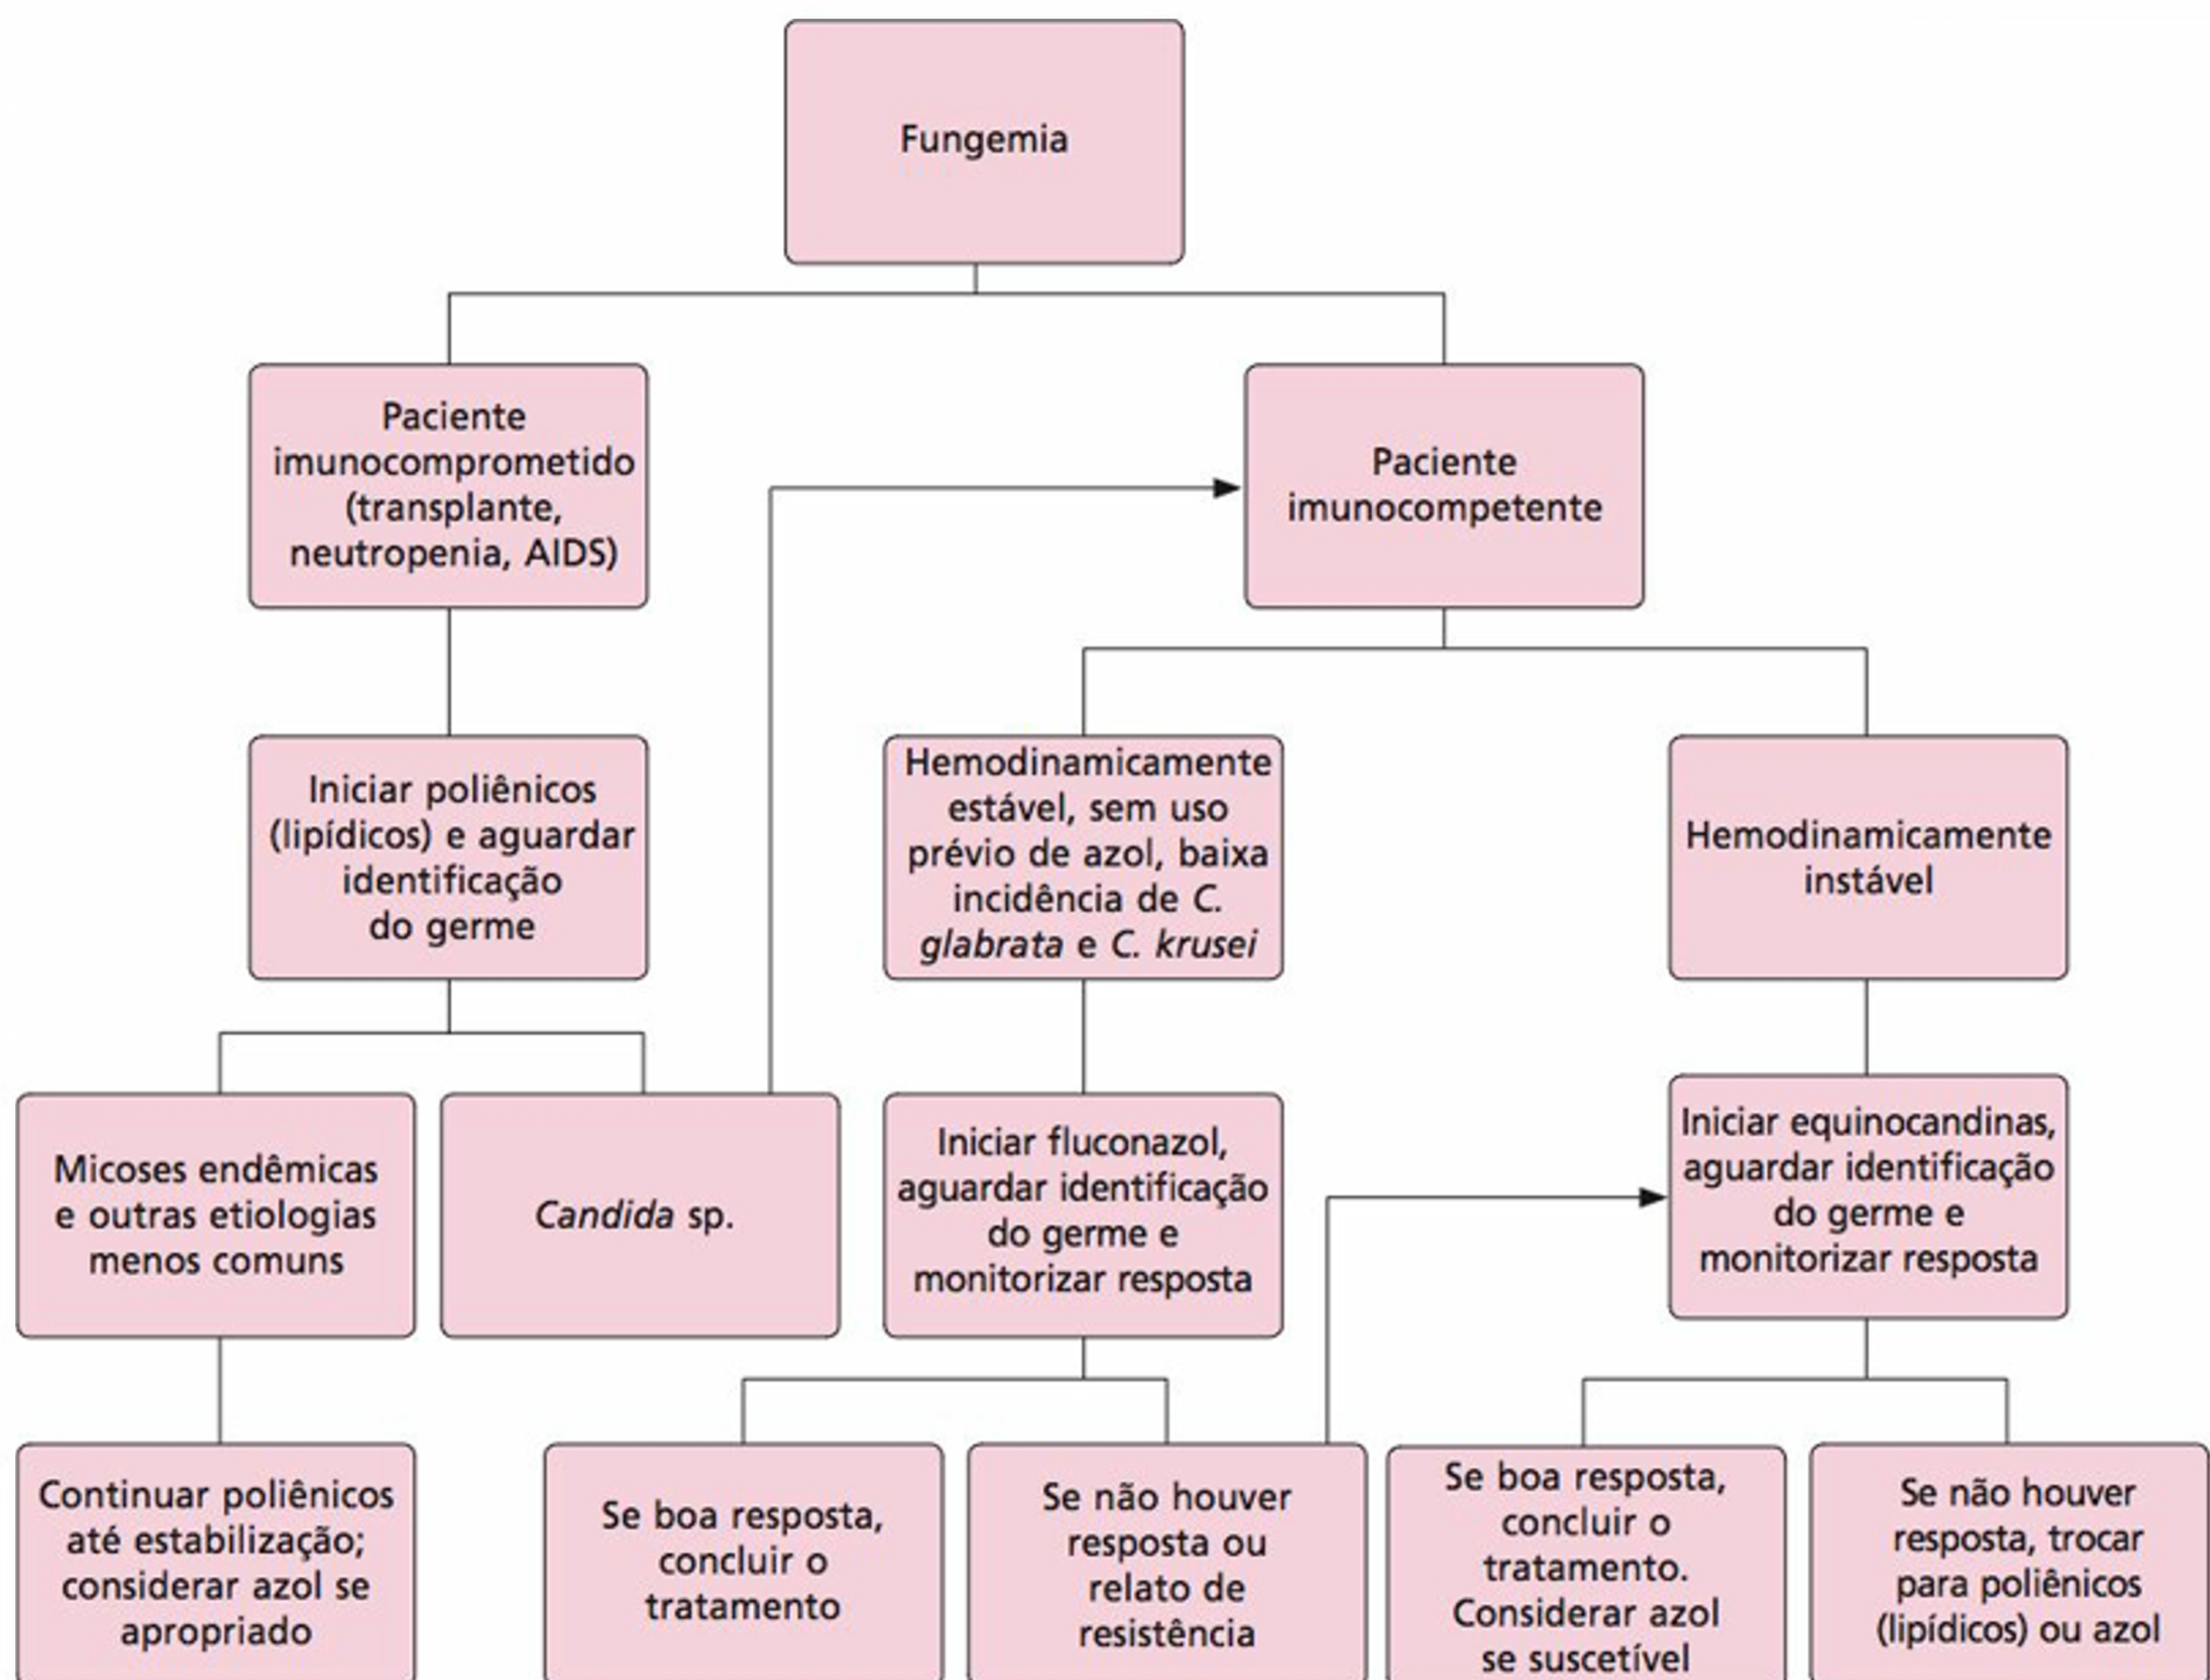 Fungemia
Paciente
imunocomprometido
(transplante,
neutropenia, AIDS)
Paciente
imunocompetente
Iniciar poliênicos
(lipídicos) e aguardar
identificação
do germe
Hemodinamicamente
estável, sem uso
prévio de azol, baixa
incidência de C.
glabrata e C. krusei
Hemodinamicamente
instável
Micoses endêmicas
e outras etiologias
menos comuns
Candida sp.
Iniciar fluconazol,
aguardar identificação
do germe e
monitorizar resposta
Iniciar equinocandinas,
aguardar identificação
do germe e
monitorizar resposta
Continuar poliênicos
até estabilização;
considerar azol se
apropriado
Se boa resposta,
concluir o
tratamento
Se não houver
resposta ou
relato de
resistência
Se boa resposta,
concluir o
tratamento.
Considerar azol
se suscetível
Se não houver
resposta, trocar
para poliênicos
(lipídicos) ou azol